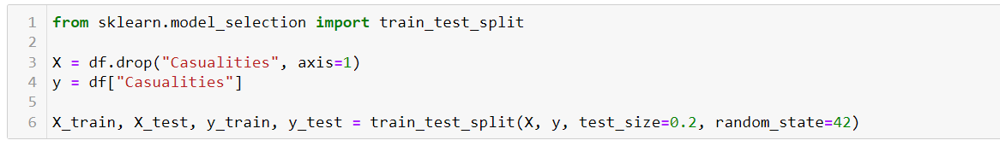 1 from sklearn.model_selection import train_test_split
2
3 X = df.drop("Casualities", axis=1)
4 y = df["Casualities"]
5
6 X_train, X_test, y_train, y_test = train_test_split(X, y, test_size=0.2, random_state=42)